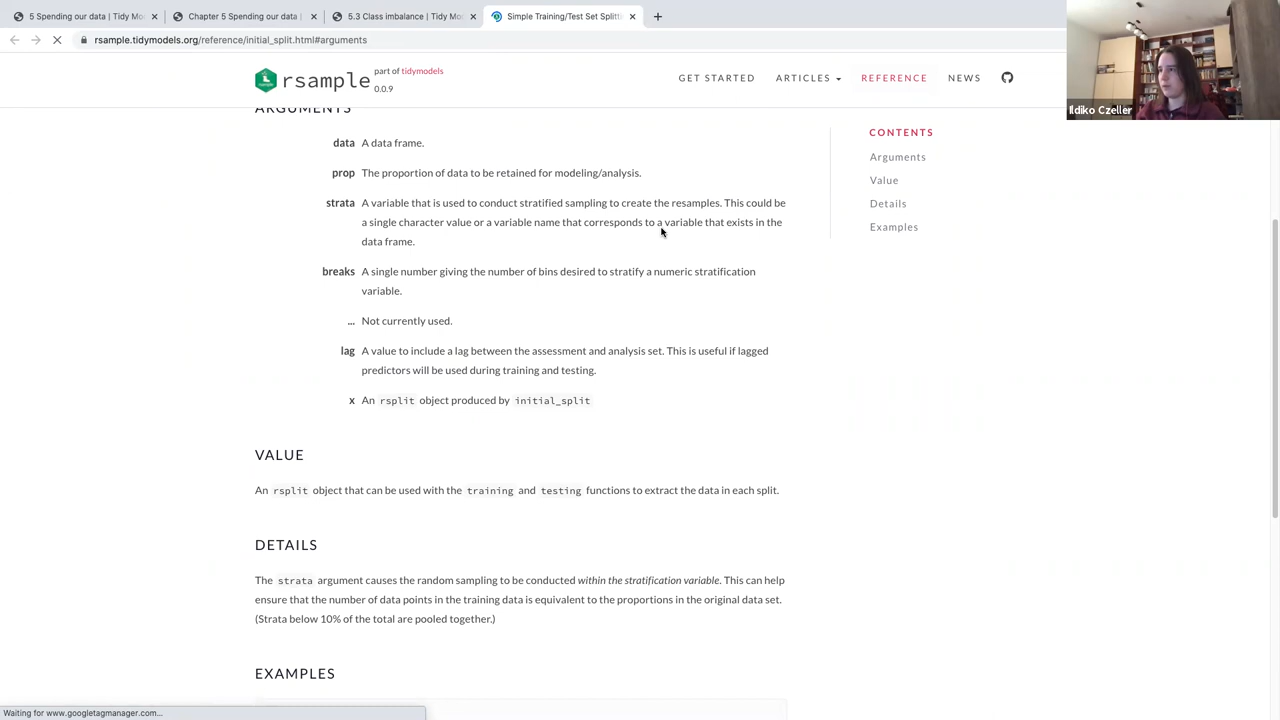 5 Spending our data | Tidy Mo
Chapter 5 Spending our data |
5.3 Class imbalance | Tidy Mo
Simple Training/Test Set Splitti
rsample.tidymodels.org/reference/initial_split.html#arguments
rsample
part of tidymodels
0.0.9
GET STARTED
ARTICLES
REFERENCE
NEWS
Ildiko Czeller
ARGUMENTS
data A data frame.
prop The proportion of data to be retained for modeling/analysis.
strata A variable that is used to conduct stratified sampling to create the resamples. This could be
a single character value or a variable name that corresponds to a variable that exists in the
data frame.
breaks A single number giving the number of bins desired to stratify a numeric stratification
variable.
... Not currently used.
lag A value to include a lag between the assessment and analysis set. This is useful if lagged
predictors will be used during training and testing.
x An rsplit object produced by initial_split
CONTENTS
Arguments
Value
Details
Examples
VALUE
An rsplit object that can be used with the training and testing functions to extract the data in each split.
DETAILS
The strata argument causes the random sampling to be conducted within the stratification variable. This can help
ensure that the number of data points in the training data is equivalent to the proportions in the original data set.
(Strata below 10% of the total are pooled together.)
EXAMPLES
Waiting for www.googletagmanager.com...